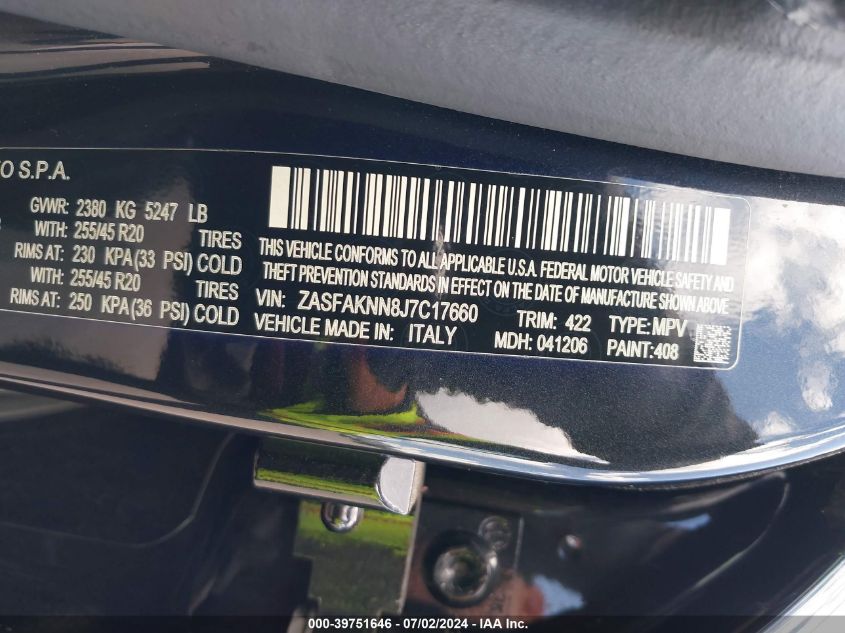 S.P.A.
GVWR: 2380 KG 5247 LB
WITH: 255/45 R20 TIRES
RIMS AT: 230 KPA (33 PSI) COLD
WITH: 255/45 R20 TIRES
RIMS AT: 250 KPA (36 PSI) COLD
THIS VEHICLE CONFORMS TO ALL APPLICABLE U.S.A. FEDERAL MOTOR VEHICLE SAFETY AND
THEFT PREVENTION STANDARDS IN EFFECT ON THE DATE OF MANUFACTURE SHOWN ABOVE
VIN: ZASFAKNN8J7C17660 TRIM: 422 TYPE: MPV
VEHICLE MADE IN: ITALY MDH: 041206 PAINT: 408
000-39751646 - 07/02/2024 - IAA Inc.